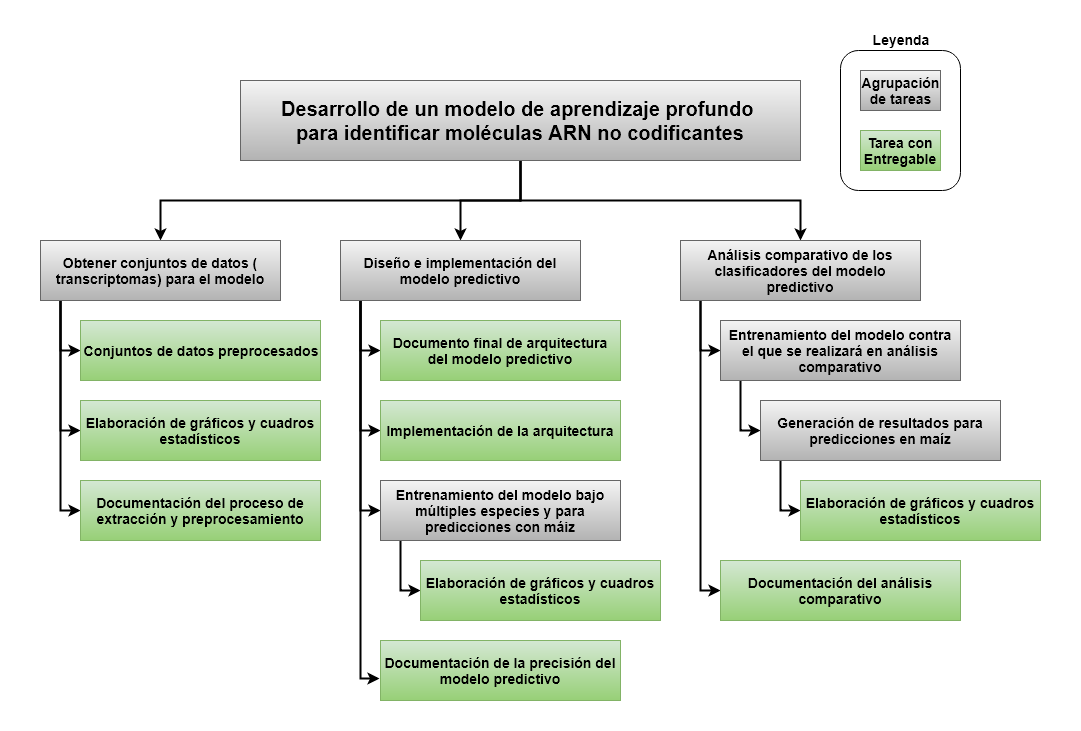 Leyenda
Agrupación
de tareas
Tarea con
Entregable
Desarrollo de un modelo de aprendizaje profundo
para identificar moléculas ARN no codificantes
Obtener conjuntos de datos (
transcriptomas) para el modelo
Conjuntos de datos preprocesados
Elaboración de gráficos y cuadros
estadísticos
Documentación del proceso de
extracción y preprocesamiento
Diseño e implementación del
modelo predictivo
Documento final de arquitectura
del modelo predictivo
Implementación de la arquitectura
Entrenamiento del modelo bajo
múltiples especies y para
predicciones con máiz
Elaboración de gráficos y cuadros
estadísticos
Documentación de la precisión del
modelo predictivo
Análisis comparativo de los
clasificadores del modelo
predictivo
Entrenamiento del modelo contra
el que se realizará en análisis
comparativo
Generación de resultados para
predicciones en maíz
Elaboración de gráficos y cuadros
estadísticos
Documentación del análisis
comparativo